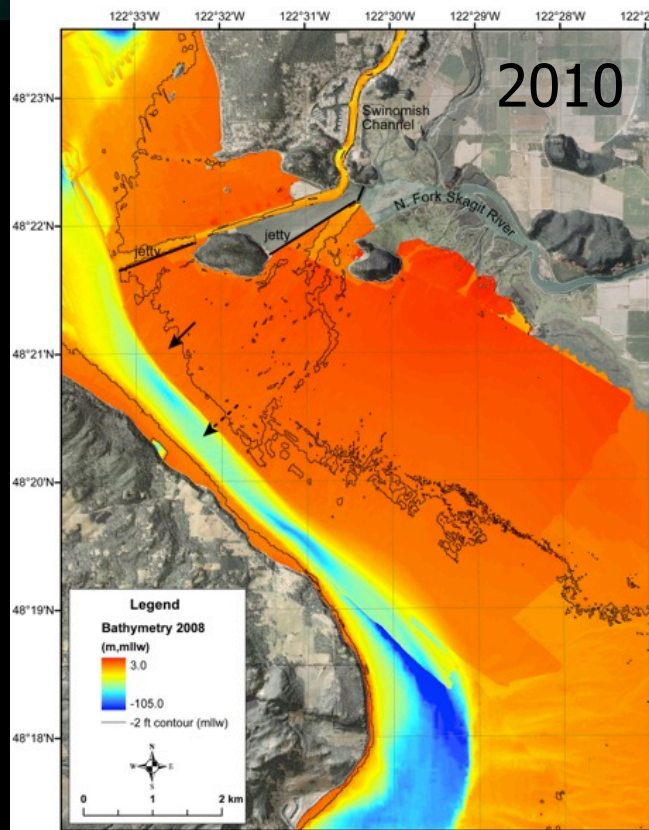 122°33'W 122°32'W 122°31'W 122°30'W 122°29'W 122°28'W 122°2
2010
48°23'N
Swinomish
Channel
N. Fork Skagit River
48°22'N
jetty
jetty
48°21'N
48°20'N
48°19'N
48°18'N
Legend
Bathymetry 2008
(m,mllw)
3.0
-105.0
-2 ft contour (mllw)
N
W E
S
0 1 2 km